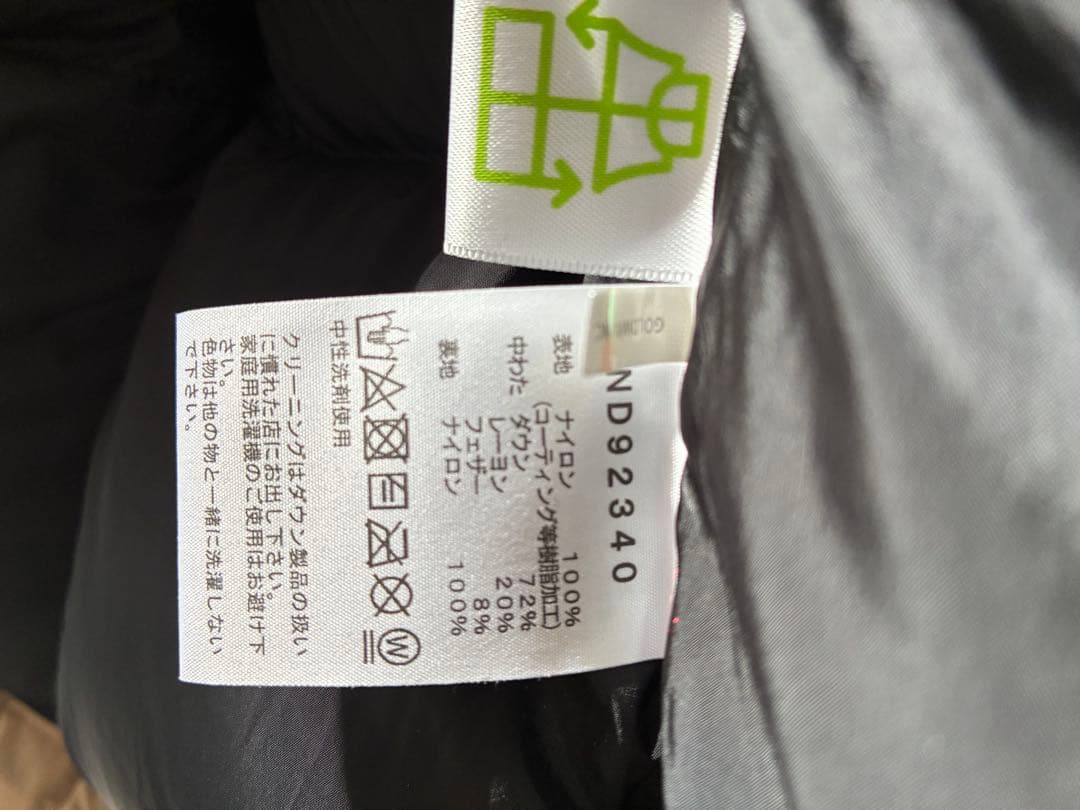 GOLDWIN INC
ND92340
表地 ナイロン 100%
(コーティング等樹脂加工)
中わた ダウン 72%
レーヨン 20%
フェザー 8%
裏地 ナイロン 100%
W
中性洗剤使用
クリーニングはダウン製品の扱い
に慣れた店にお出し下さい。
家庭用洗濯機のご使用はお避け下
さい。
色物は他の物と一緒に洗濯しない
で下さい。